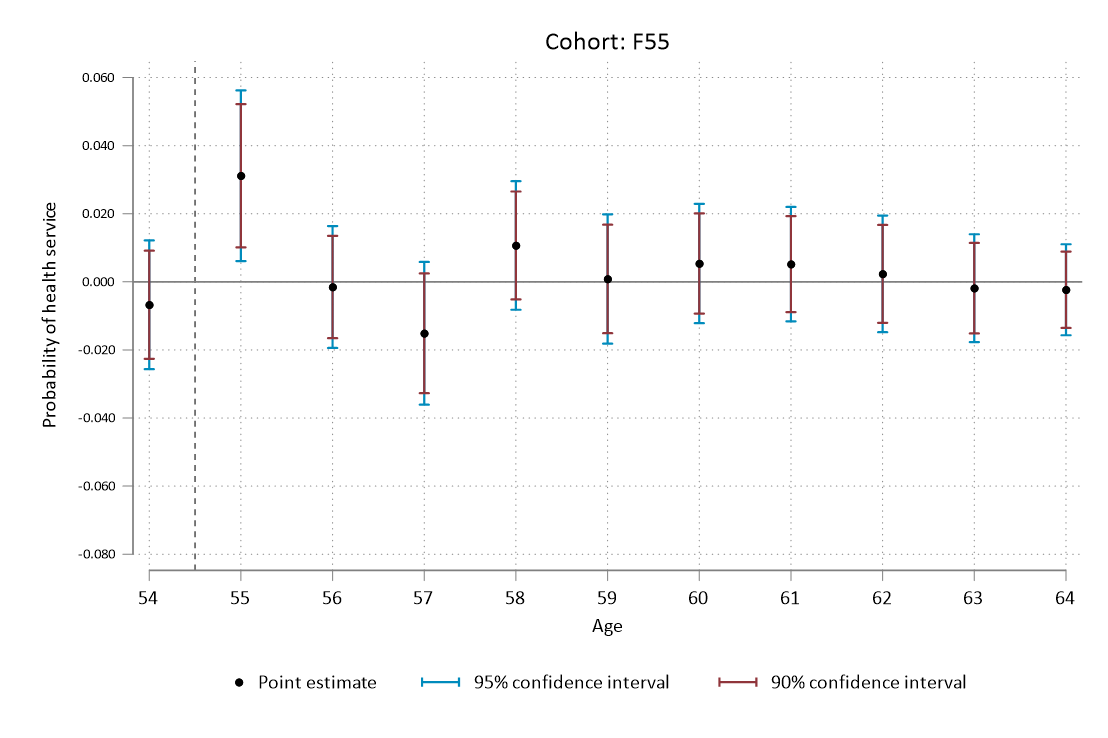 Cohort: F55
Probability of health service
0.060
0.040
0.020
0.000
-0.020
-0.040
-0.060
-0.080
54 55 56 57 58 59 60 61 62 63 64
Age
Point estimate 95% confidence interval 90% confidence interval